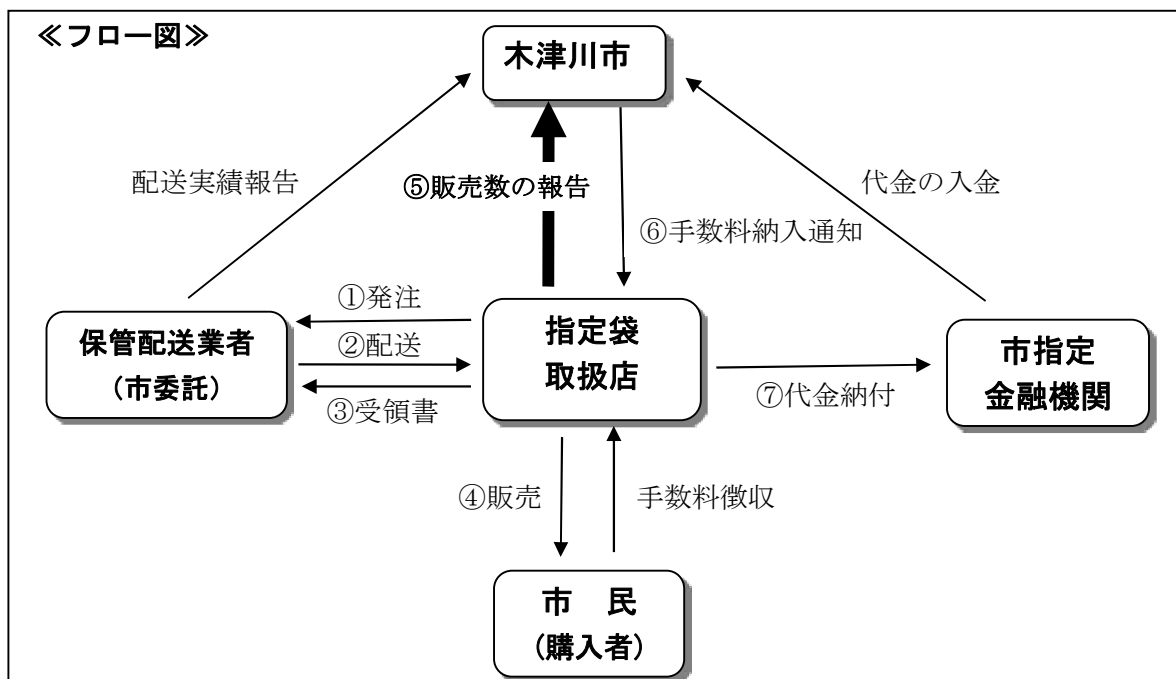 ≪フロー図≫
木津川市
配送実績報告
⑤販売数の報告
代金の入金
⑥手数料納入通知
①発注
保管配送業者
(市委託)
②配送
③受領書
指定袋
取扱店
⑦代金納付
市指定
金融機関
④販売
手数料徴収
市　民
(購入者)